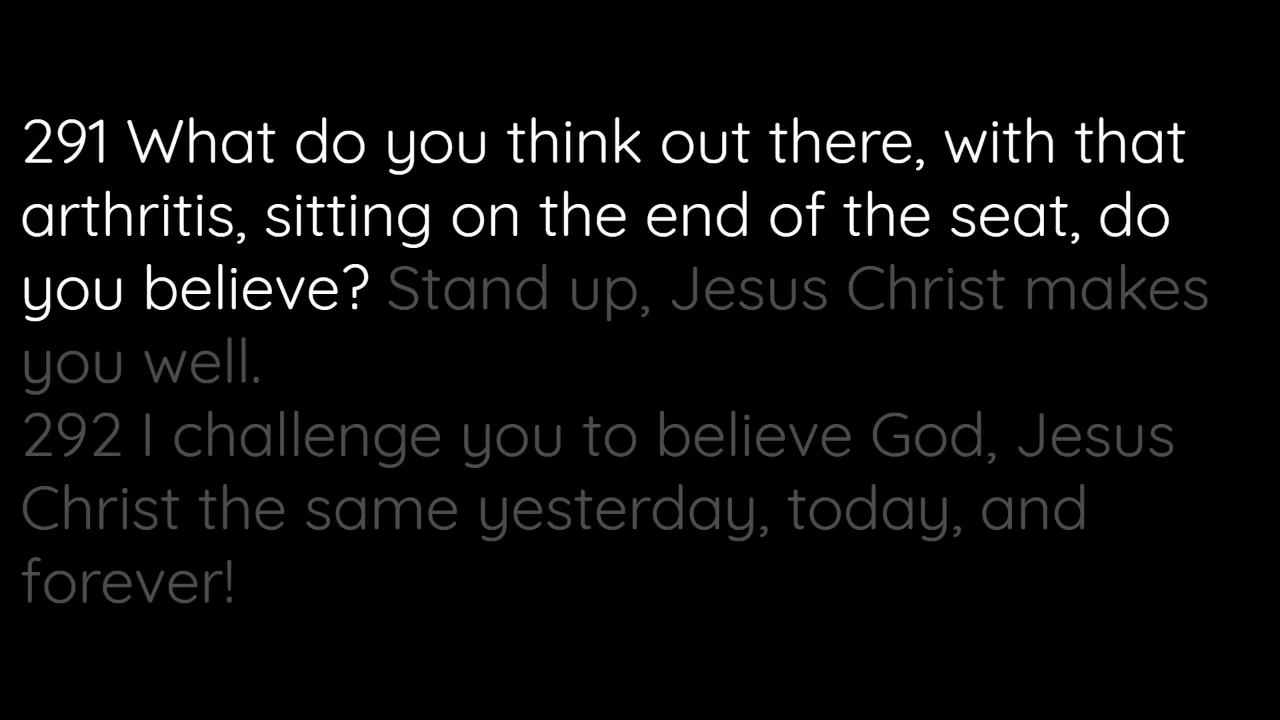 291 What do you think out there, with that
arthritis, sitting on the end of the seat, do
you believe? Stand up, Jesus Christ makes
you well.
292 I challenge you to believe God, Jesus
Christ the same yesterday, today, and
forever!